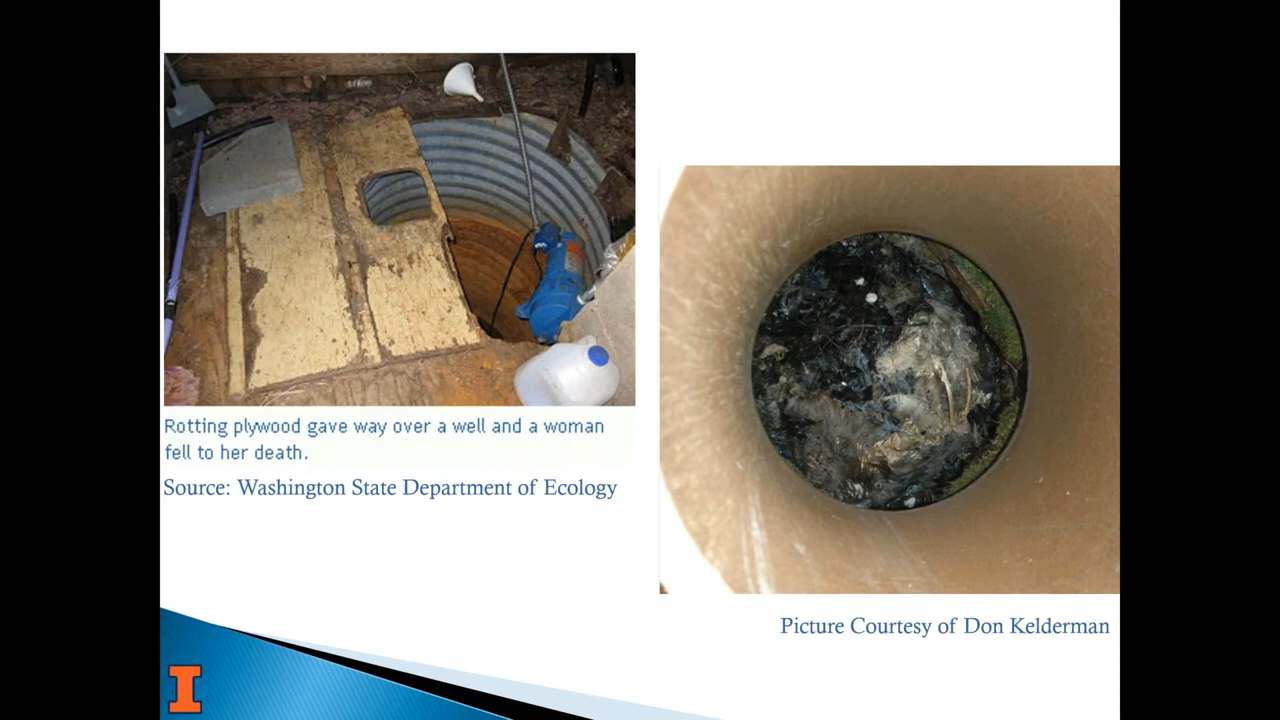 Rotting plywood gave way over a well and a woman
fell to her death.
Source: Washington State Department of Ecology
Picture Courtesy of Don Kelderman
I